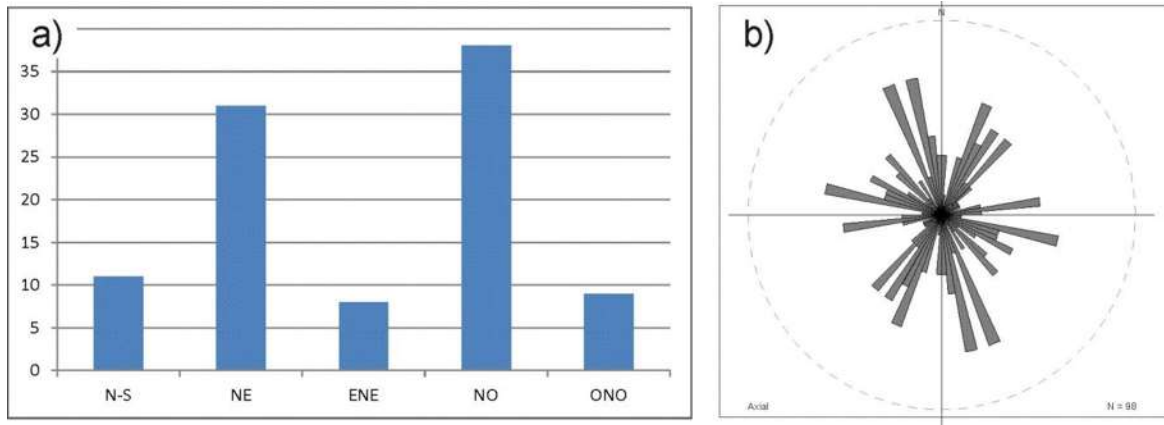 a)
35
30
25
20
15
10
5
0
N-S NE ENE NO ONO
b)
N
Axial
N = 98